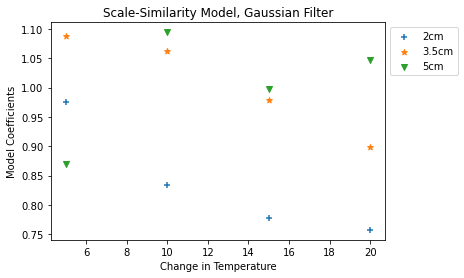 Scale-Similarity Model, Gaussian Filter
1.10
1.05
1.00
0.95
0.90
0.85
0.80
0.75
Model Coefficients
6 8 10 12 14 16 18 20
Change in Temperature
2cm
3.5cm
5cm